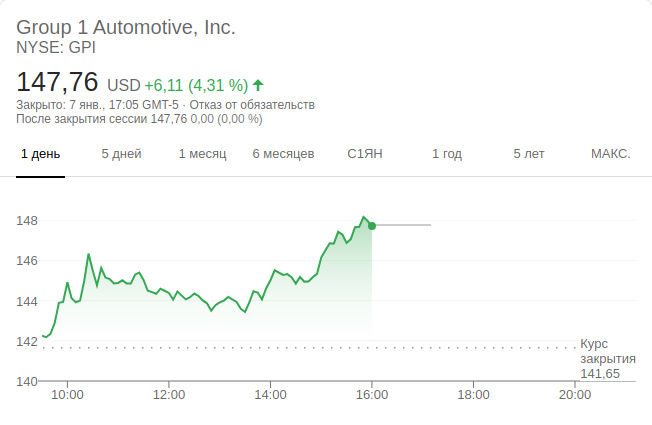 Group 1 Automotive, Inc.
NYSE: GPI
147,76 USD +6,11 (4,31 %)
Закрыто: 7 янв., 17:05 GMT-5 · Отказ от обязательств
После закрытия сессии 147,76 0,00 (0,00 %)
1 день 5 дней 1 месяц 6 месяцев С1ЯН 1 год 5 лет МАКС.
148
146
144
142
140
Курс
закрытия
141,65
10:00 12:00 14:00 16:00 18:00 20:00